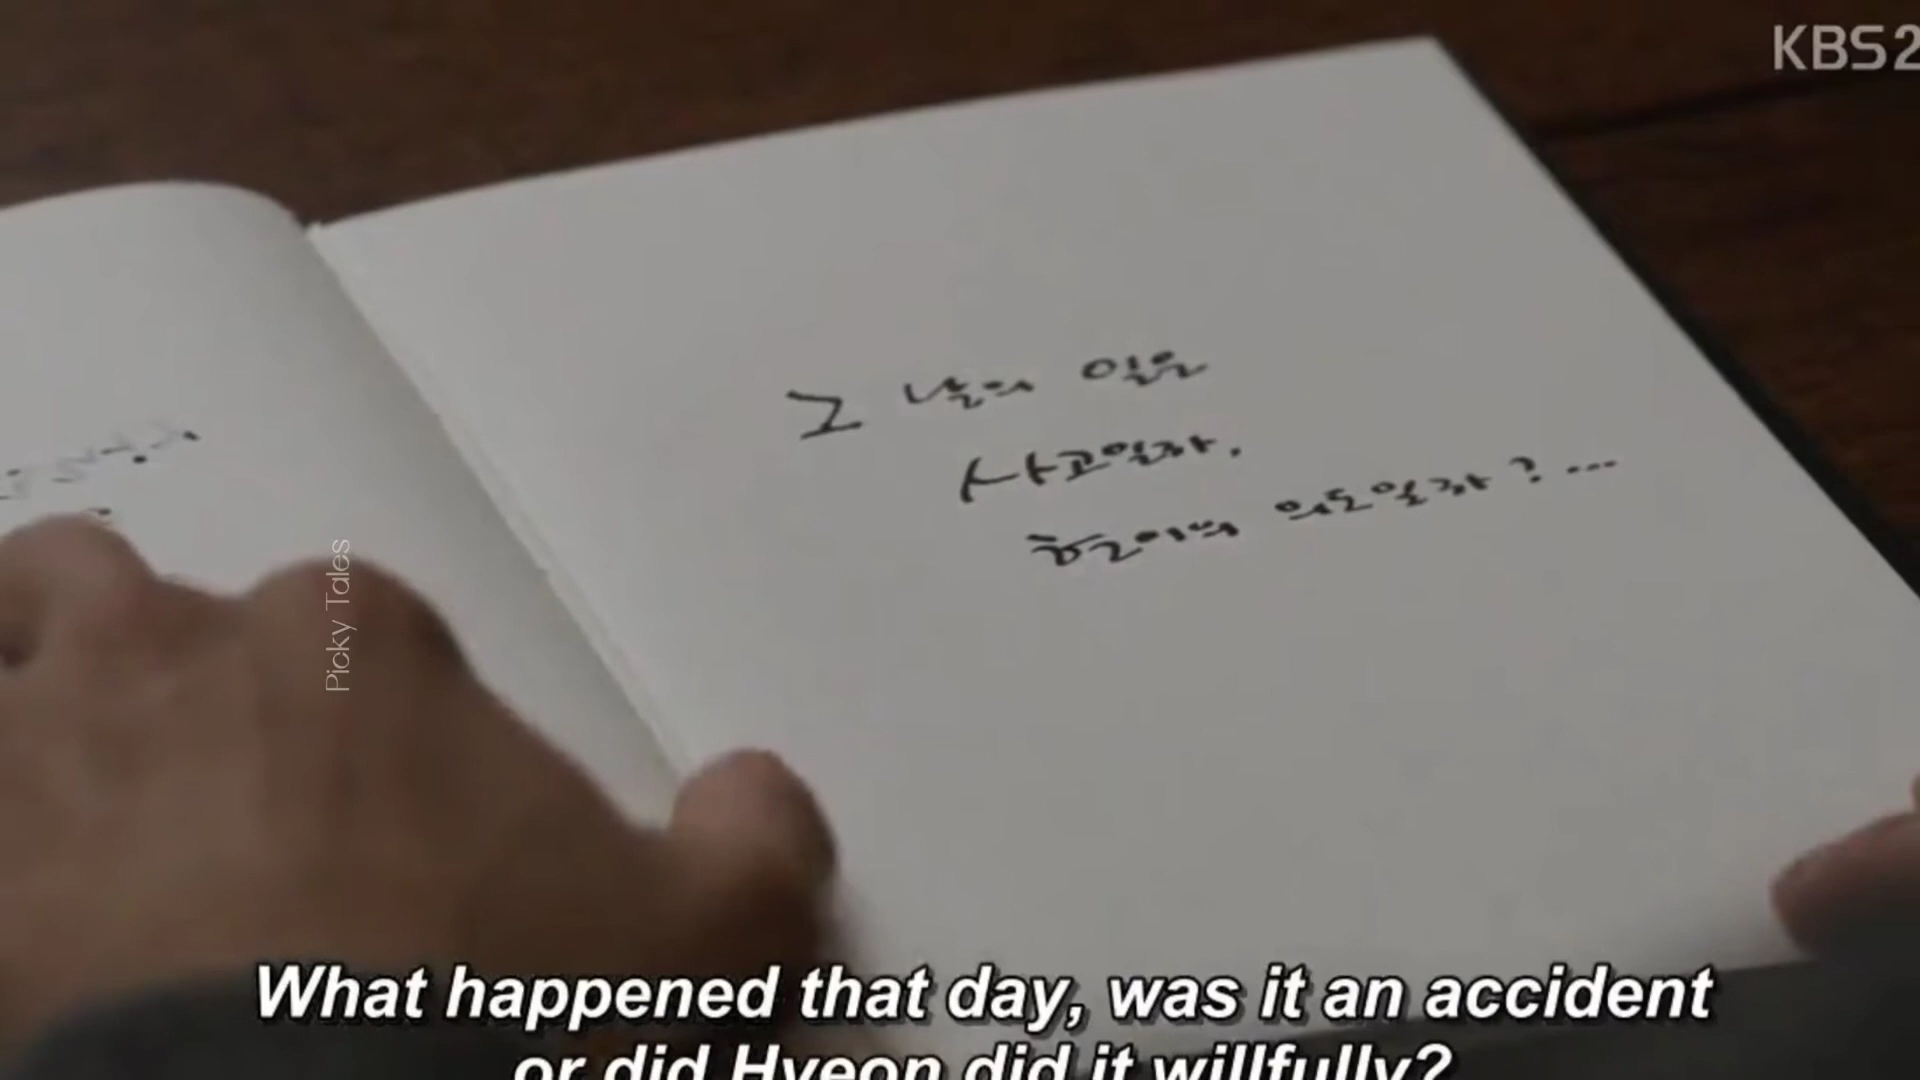 KBS2
그 날의 일은
사고일까,
현이의 의도일까?...
Picky Tales
What happened that day, was it an accident
or did Hyeon did it willfully?